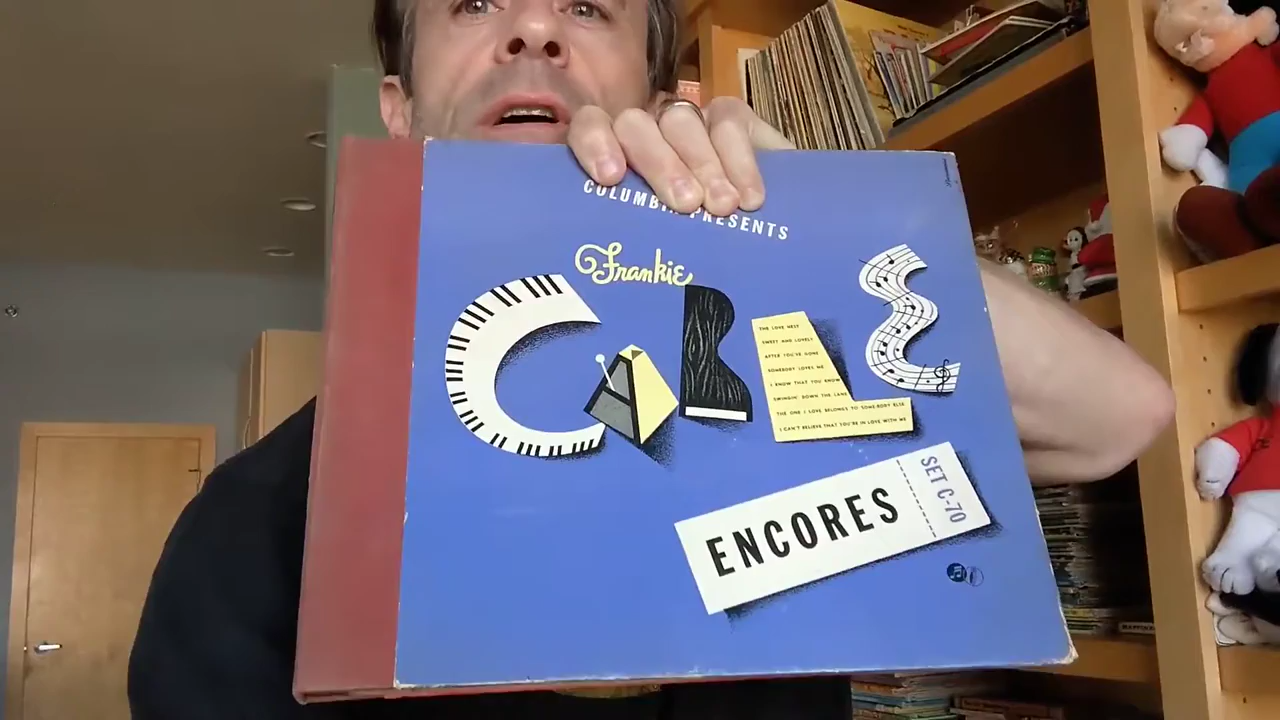 COLUMBIA PRESENTS
Frankie
CARLE
THE LOVE NEST
SWEET AND LOVELY
AFTER YOU'VE GONE
SOMEBODY LOVES ME
I KNOW THAT YOU KNOW
SWINGIN' DOWN THE LANE
THE ONE I LOVE BELONGS TO SOMEBODY ELSE
I CAN'T BELIEVE THAT YOU'RE IN LOVE WITH ME
ENCORES
SET C-70